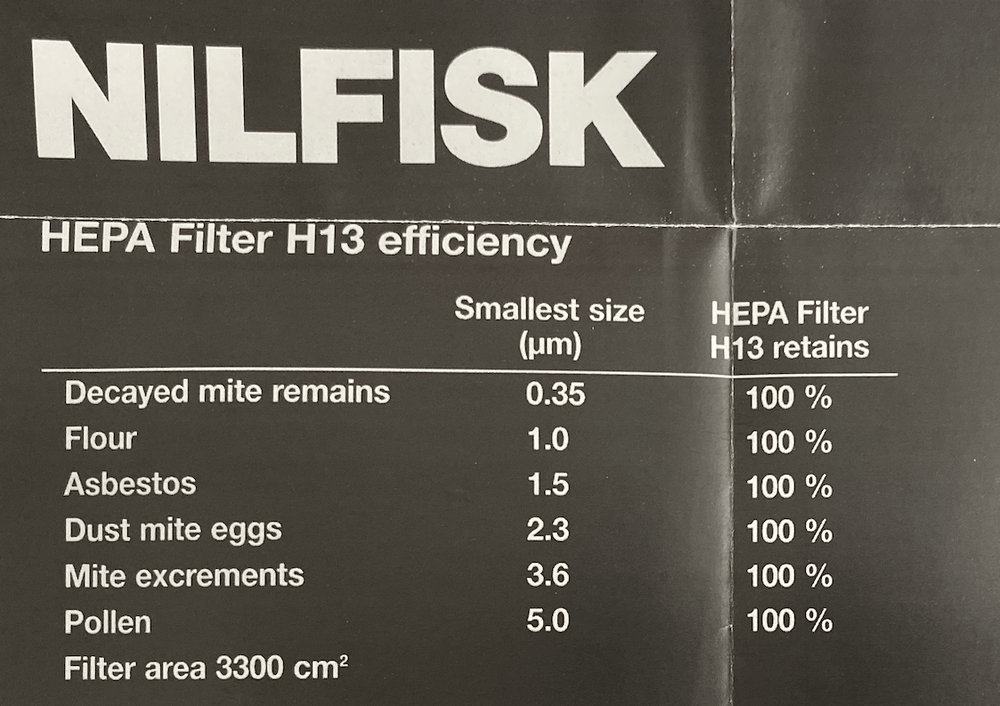 NILFISK
HEPA Filter H13 efficiency
Smallest size (µm) HEPA Filter H13 retains
Decayed mite remains 0.35 100 %
Flour 1.0 100 %
Asbestos 1.5 100 %
Dust mite eggs 2.3 100 %
Mite excrements 3.6 100 %
Pollen 5.0 100 %
Filter area 3300 cm²